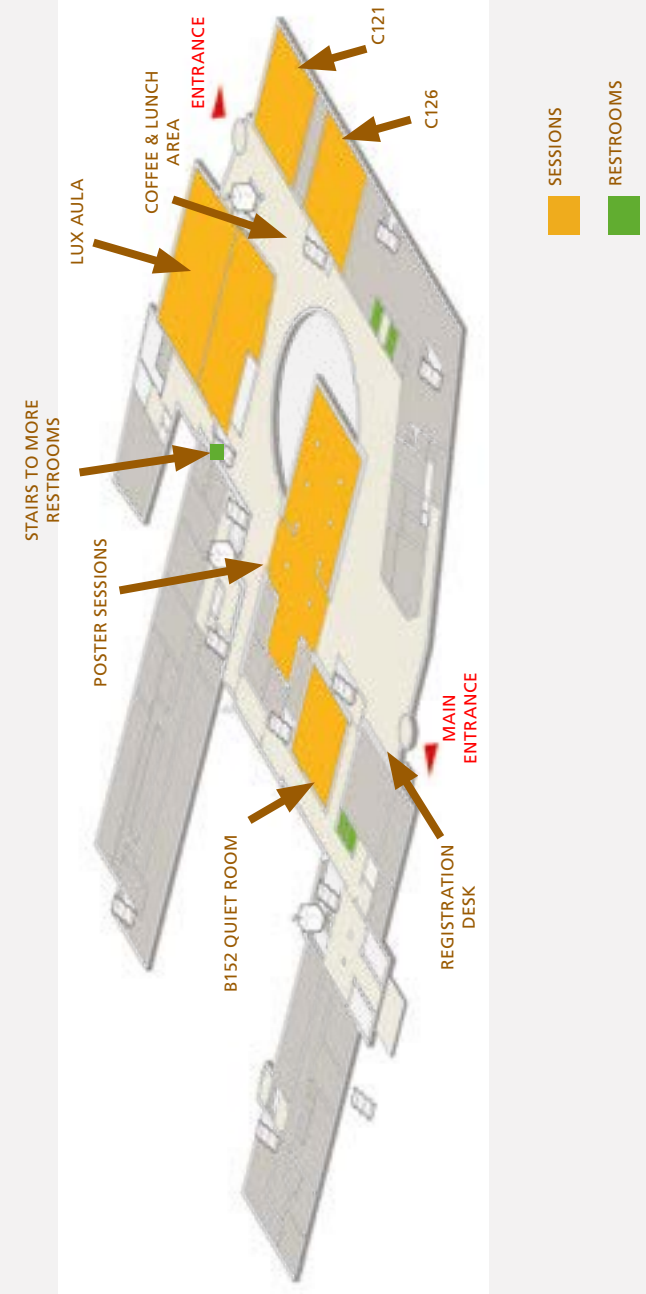 STAIRS TO MORE
RESTROOMS
LUX AULA
COFFEE & LUNCH
AREA
ENTRANCE
C121
C126
POSTER SESSIONS
B152 QUIET ROOM
REGISTRATION
DESK
MAIN
ENTRANCE
SESSIONS
RESTROOMS